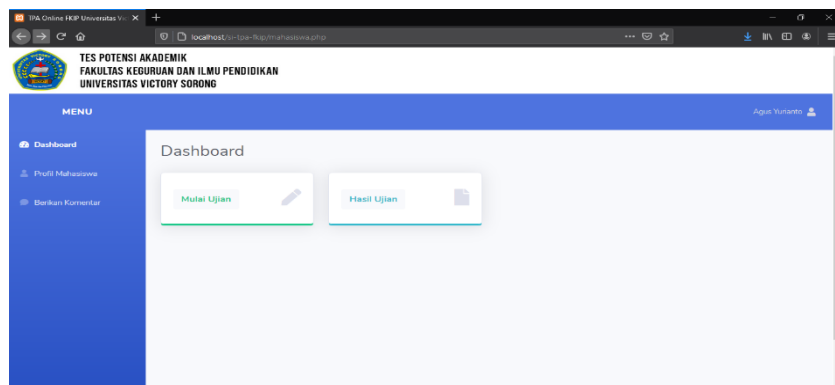 TPA Online FKIP Universitas Vi
localhost/si-tpa-fkip/mahasiswa.php
TES POTENSI AKADEMIK
FAKULTAS KEGURUAN DAN ILMU PENDIDIKAN
UNIVERSITAS VICTORY SORONG
MENU
Agus Yurianto
Dashboard
Profil Mahasiswa
Berikan Komentar
Dashboard
Mulai Ujian
Hasil Ujian